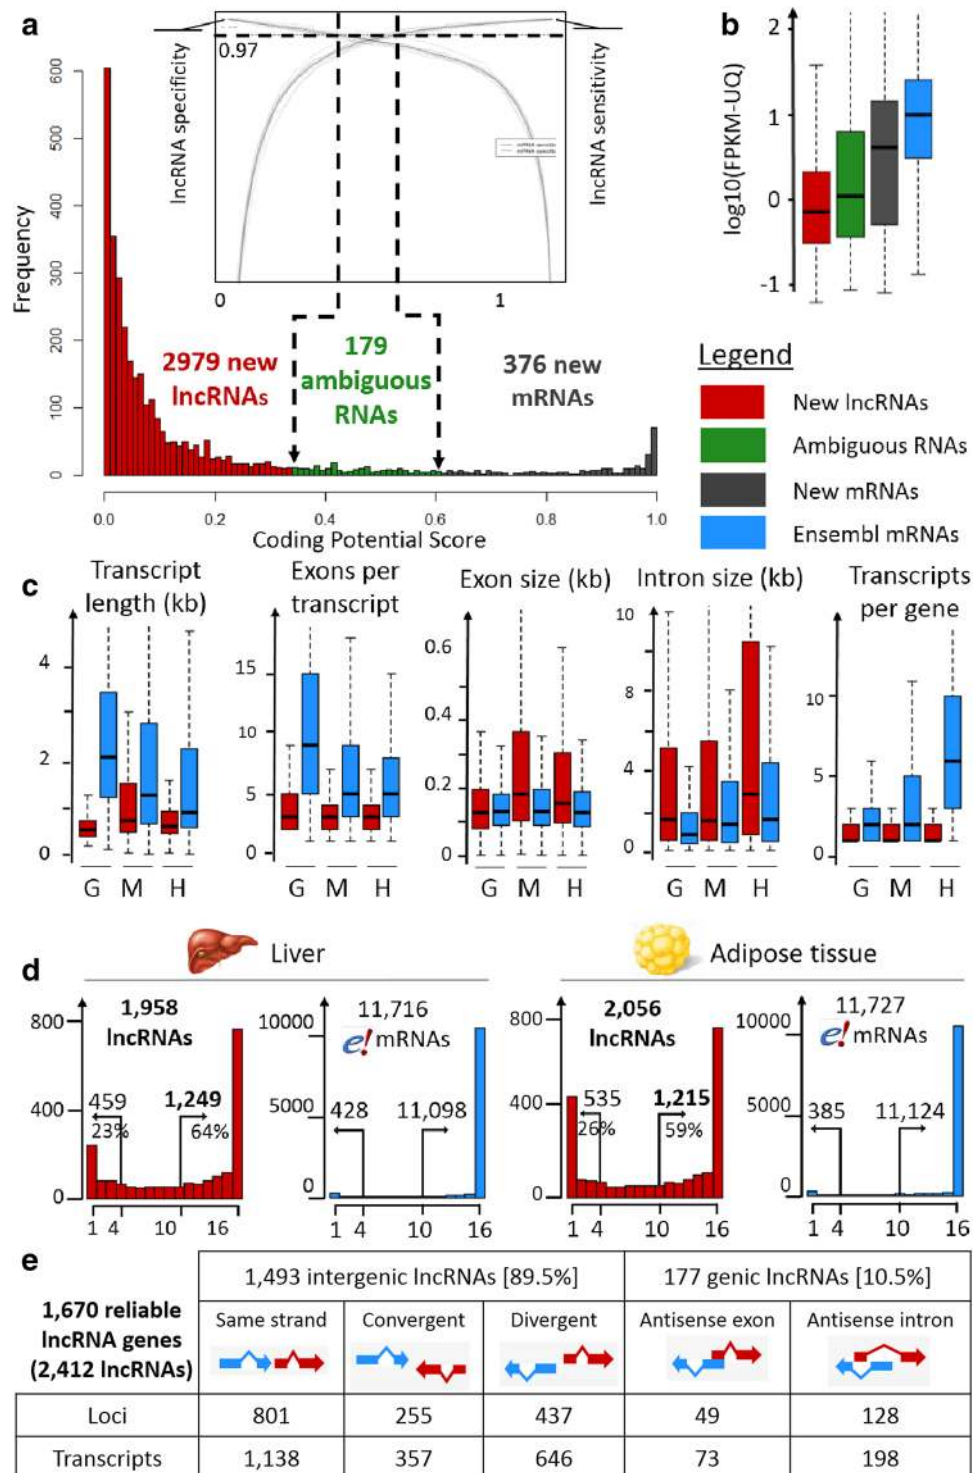 a
lncRNA specificity
0.97
lncRNA sensitivity
0 1
Frequency
600
500
400
300
200
100
0
2979 new
lncRNAs
179
ambiguous
RNAs
376 new
mRNAs
0.0 0.2 0.4 0.6 0.8 1.0
Coding Potential Score
b
log10(FPKM-UQ)
2
1
0
-1
Legend
New lncRNAs
Ambiguous RNAs
New mRNAs
Ensembl mRNAs
c
Transcript
length (kb)
4
2
0
G M H
Exons per
transcript
15
10
5
0
G M H
Exon size (kb)
0.6
0.4
0.2
0
G M H
Intron size (kb)
10
8
4
2
0
G M H
Transcripts
per gene
10
5
0
G M H
d
Liver
1,958
lncRNAs
800
400
0
459
23%
1,249
64%
1 4 10 16
11,716
e! mRNAs
10000
5000
0
428
11,098
1 4 10 16
Adipose tissue
2,056
lncRNAs
800
400
0
535
26%
1,215
59%
1 4 10 16
11,727
e! mRNAs
10000
5000
0
385
11,124
1 4 10 16
e
1,670 reliable
lncRNA genes
(2,412 lncRNAs)
1,493 intergenic lncRNAs [89.5%] 177 genic lncRNAs [10.5%]
Same strand Convergent Divergent Antisense exon Antisense intron
Loci 801 255 437 49 128
Transcripts 1,138 357 646 73 198